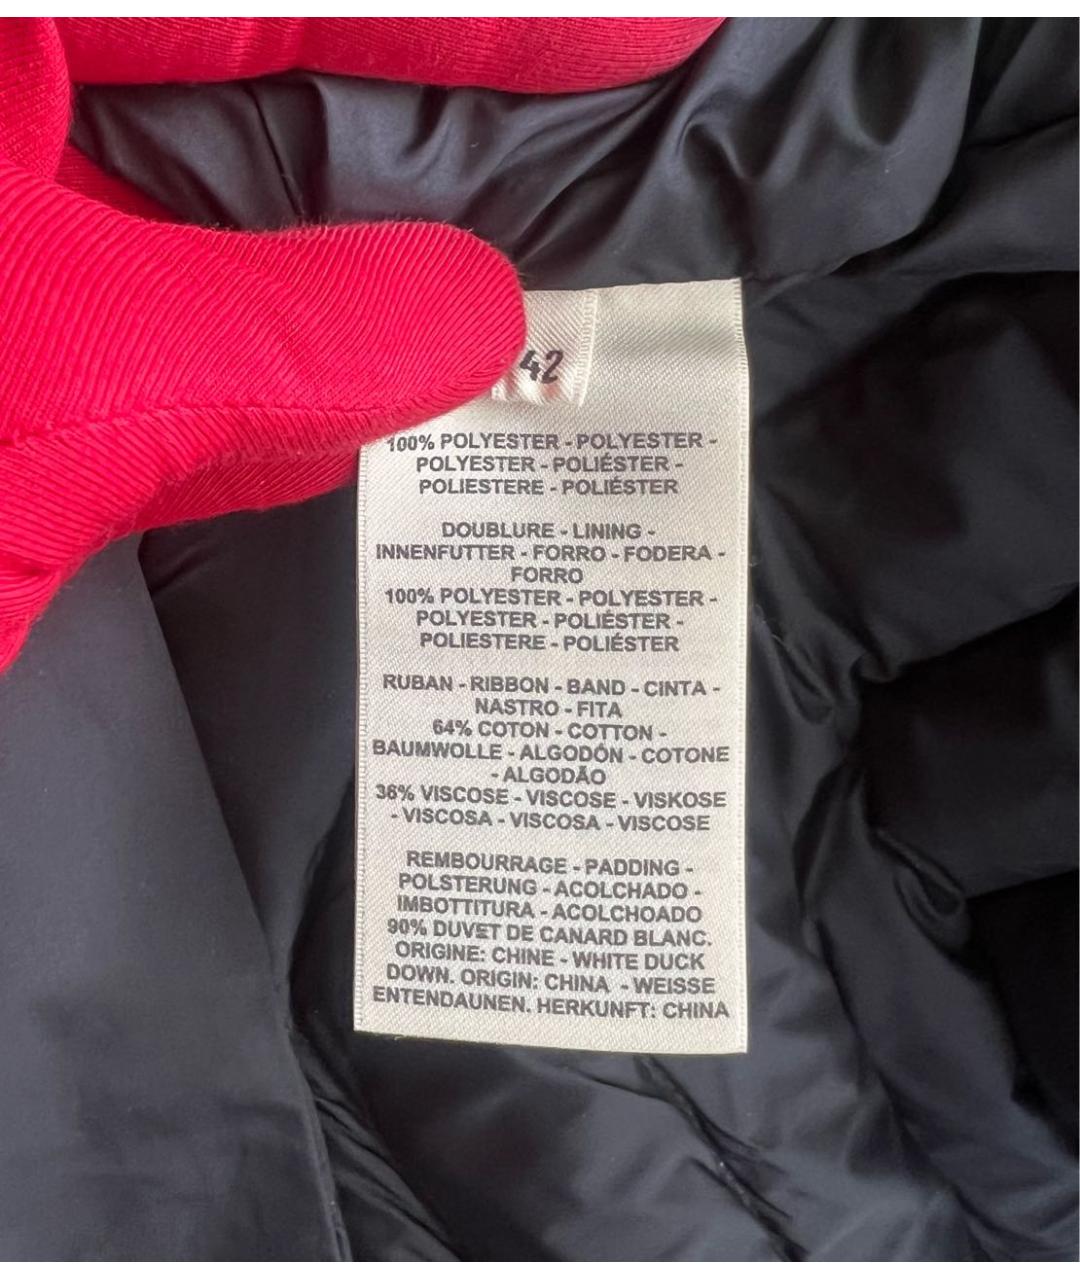 42
100% POLYESTER - POLYESTER -
POLYESTER - POLIÉSTER -
POLIESTERE - POLIÉSTER
DOUBLURE - LINING -
INNENFUTTER - FORRO - FODERA -
FORRO
100% POLYESTER - POLYESTER -
POLYESTER - POLIÉSTER -
POLIESTERE - POLIÉSTER
RUBAN - RIBBON - BAND - CINTA -
NASTRO - FITA
64% COTON - COTTON -
BAUMWOLLE - ALGODÓN - COTONE
- ALGODÃO
36% VISCOSE - VISCOSE - VISKOSE
- VISCOSA - VISCOSA - VISCOSE
REMBOURRAGE - PADDING -
POLSTERUNG - ACOLCHADO -
IMBOTTITURA - ACOLCHOADO
90% DUVET DE CANARD BLANC.
ORIGINE: CHINE - WHITE DUCK
DOWN. ORIGIN: CHINA - WEISSE
ENTENDAUNEN. HERKUNFT: CHINA